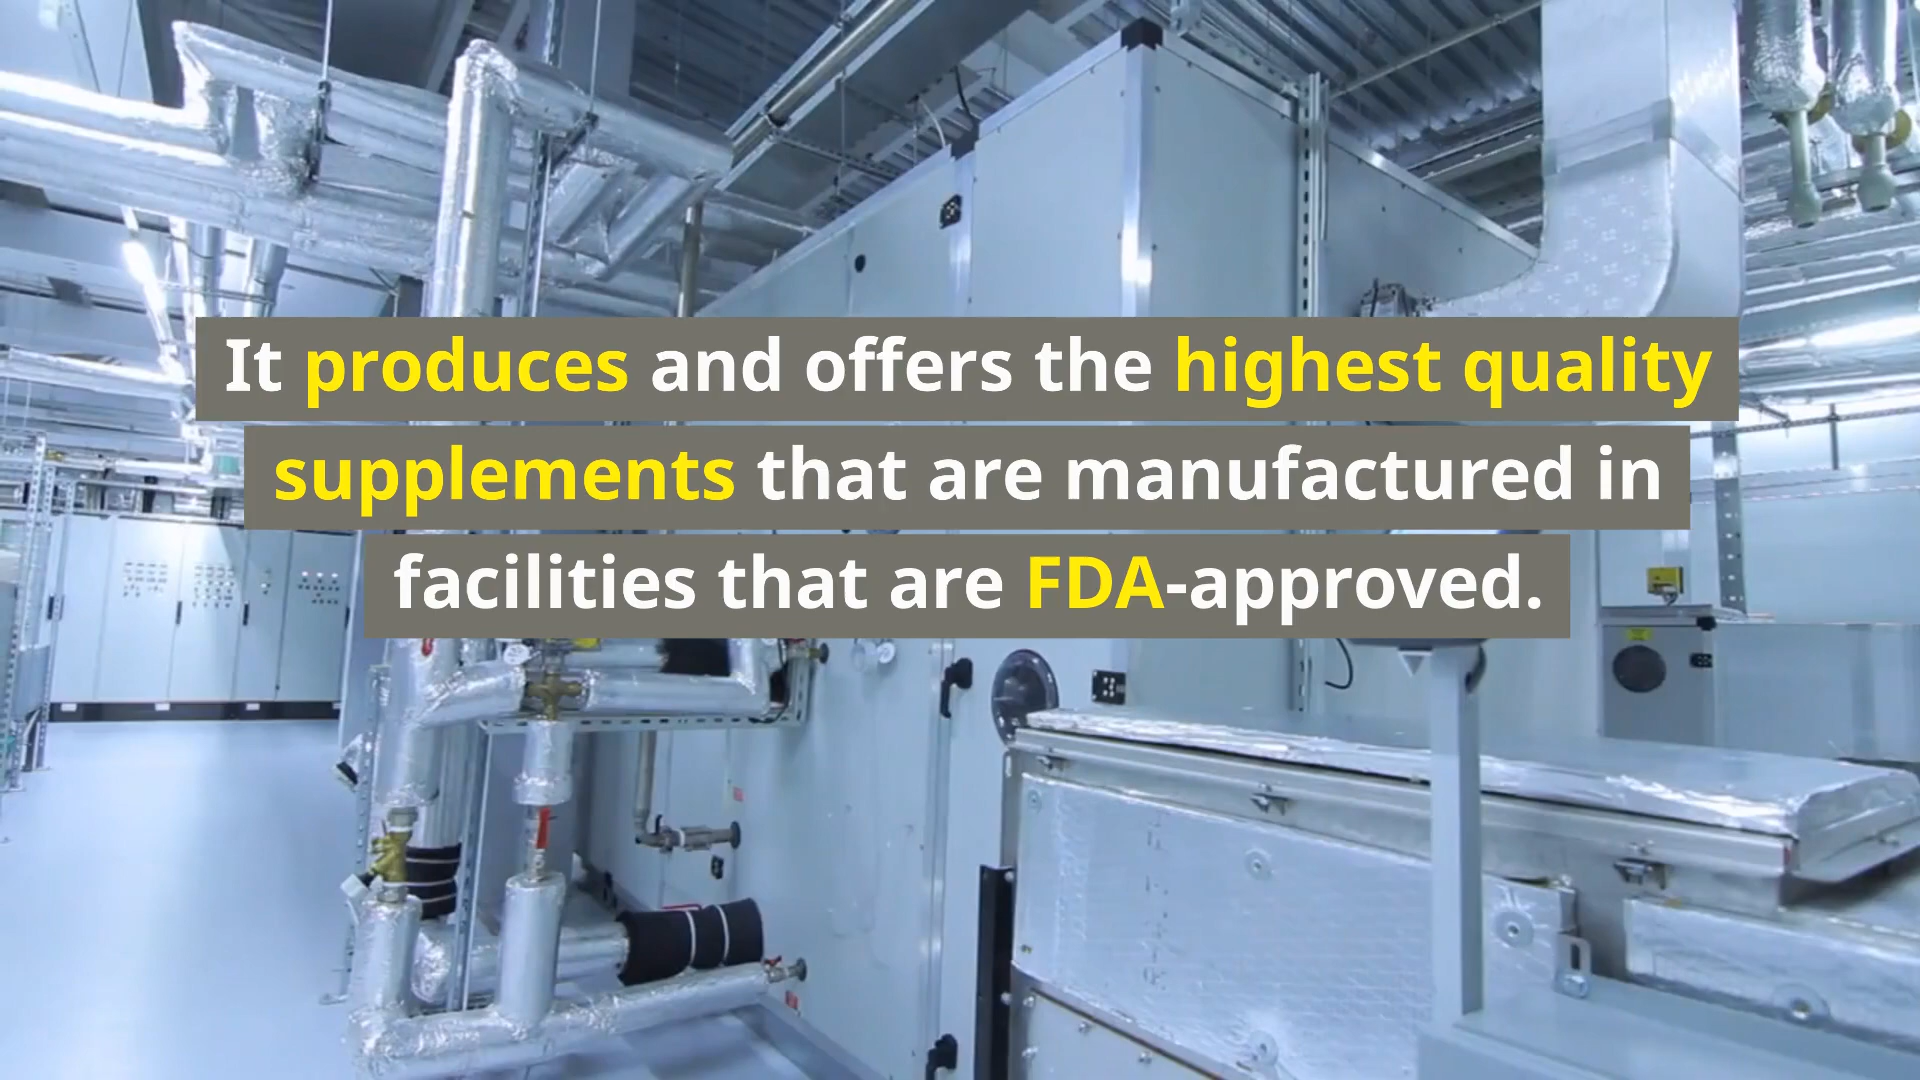 It produces and offers the highest quality
supplements that are manufactured in
facilities that are FDA-approved.